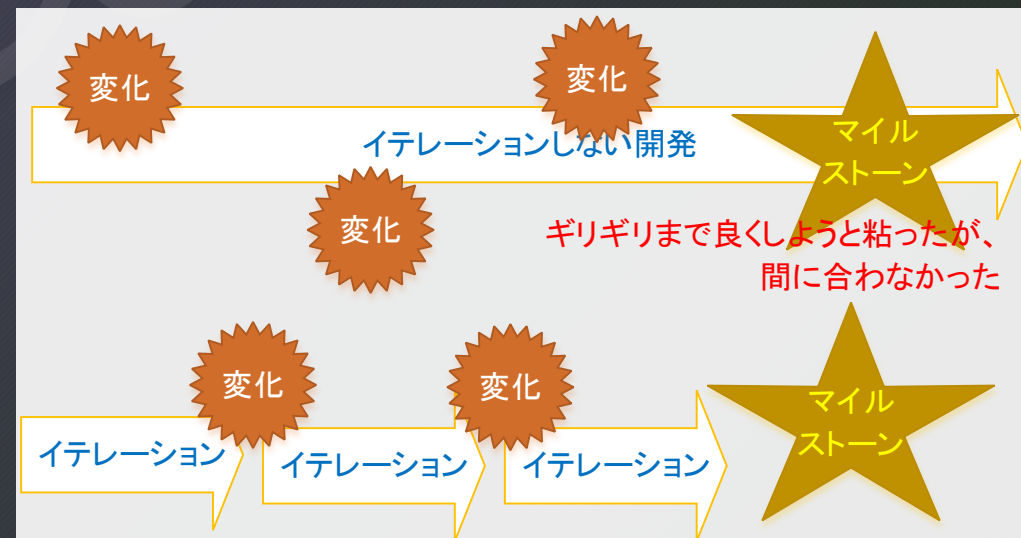 変化
変化
イテレーションしない開発
マイル
ストーン
変化
ギリギリまで良くしようと粘ったが、
間に合わなかった
変化
変化
イテレーション
イテレーション
イテレーション
マイル
ストーン